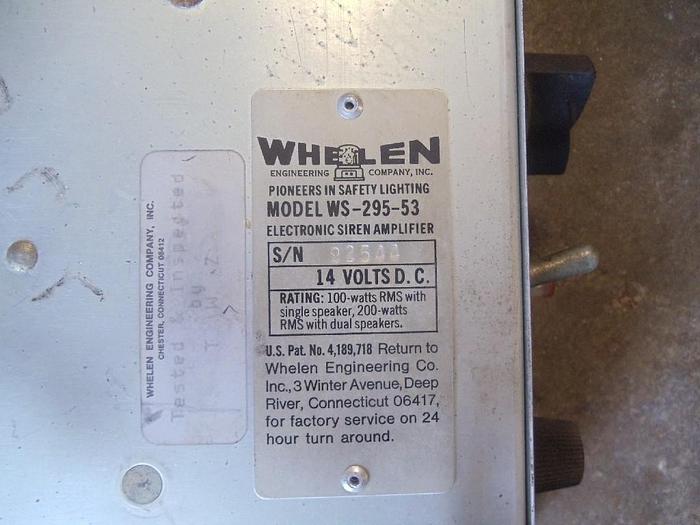 WHELEN
ENGINEERING COMPANY, INC.
PIONEERS IN SAFETY LIGHTING
MODEL WS-295-53
ELECTRONIC SIREN AMPLIFIER
S/N
14 VOLTS D. C.
RATING: 100-watts RMS with
single speaker, 200-watts
RMS with dual speakers.
U.S. Pat. No. 4,189,718 Return to
Whelen Engineering Co.
Inc., 3 Winter Avenue, Deep
River, Connecticut 06417,
for factory service on 24
hour turn around.
WHELEN ENGINEERING COMPANY, INC.
CHESTER, CONNECTICUT 06412
Tested & Inspected
by